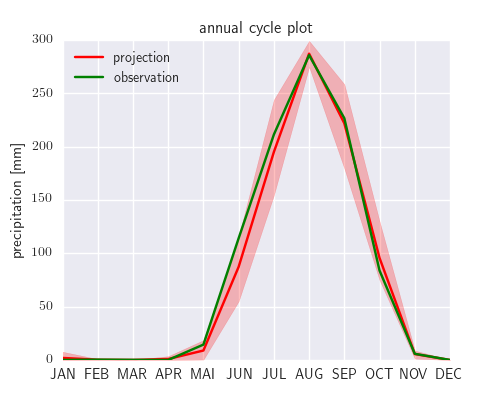 annual cycle plot
projection
observation
precipitation [mm]
300
250
200
150
100
50
0
JAN FEB MAR APR MAI JUN JUL AUG SEP OCT NOV DEC